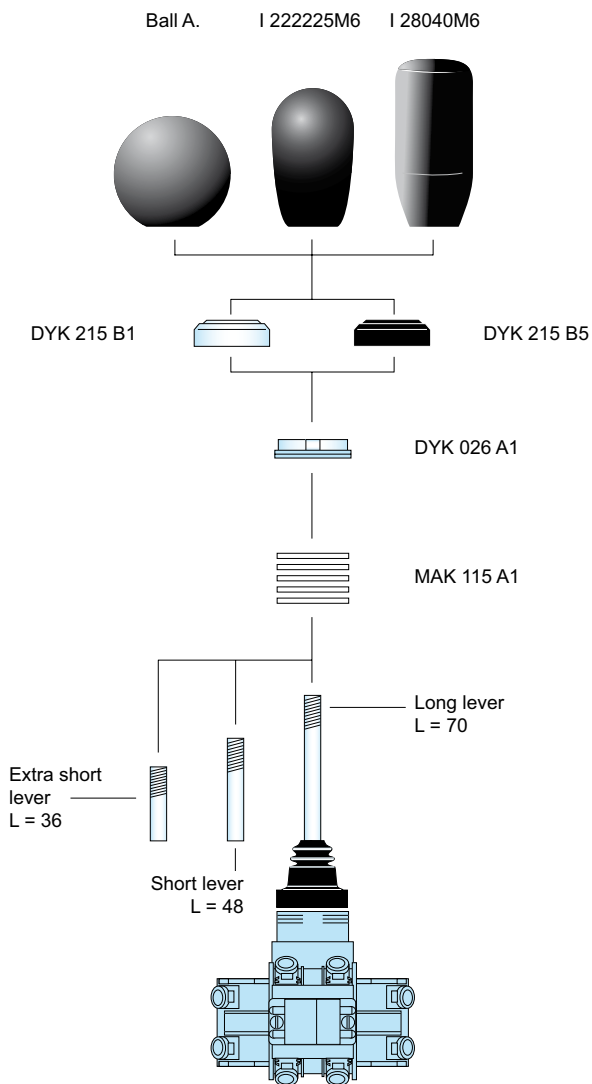 Ball A.
I 222225M6
I 28040M6
DYK 215 B1
DYK 215 B5
DYK 026 A1
MAK 115 A1
Long lever
L = 70
Extra short
lever
L = 36
Short lever
L = 48